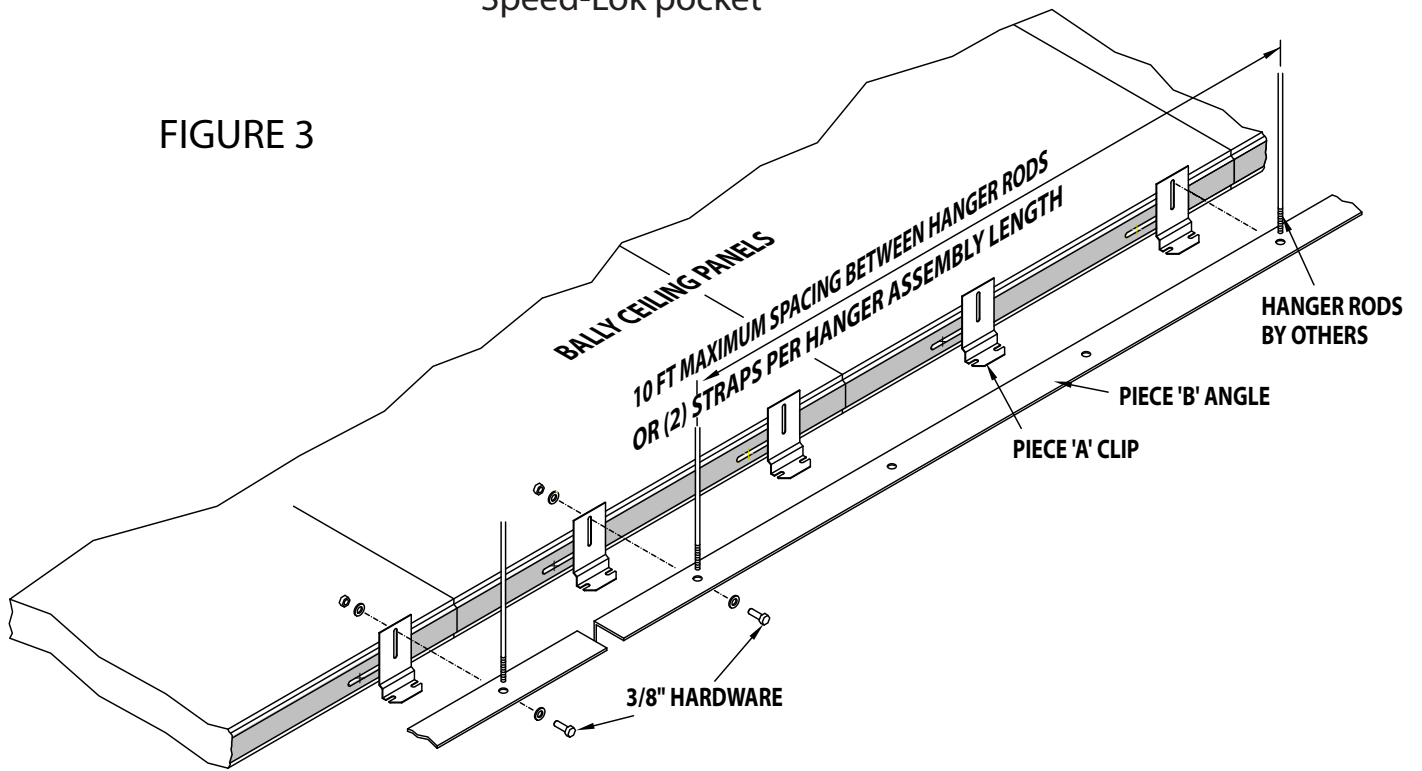 Speed-Lok pocket
FIGURE 3
BALLY CEILING PANELS
10 FT MAXIMUM SPACING BETWEEN HANGER RODS
OR (2) STRAPS PER HANGER ASSEMBLY LENGTH
HANGER RODS
BY OTHERS
PIECE 'B' ANGLE
PIECE 'A' CLIP
3/8" HARDWARE